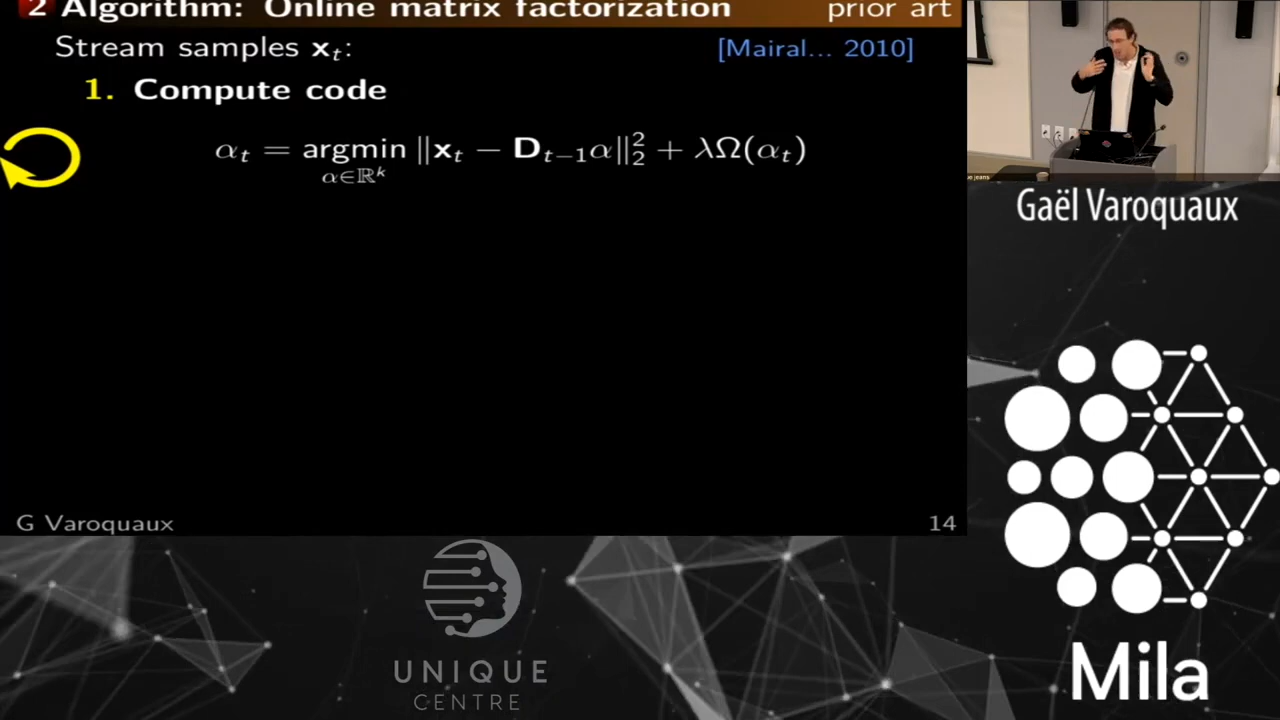 2 Algorithm: Online matrix factorization prior art
Stream samples xₜ: [Mairal... 2010]
1. Compute code
αₜ = argmin ‖xₜ − Dₜ₋₁α‖₂² + λΩ(αₜ)
α∈ℝᵏ
G Varoquaux 14
Gaël Varoquaux
UNIQUE
CENTRE
Mila